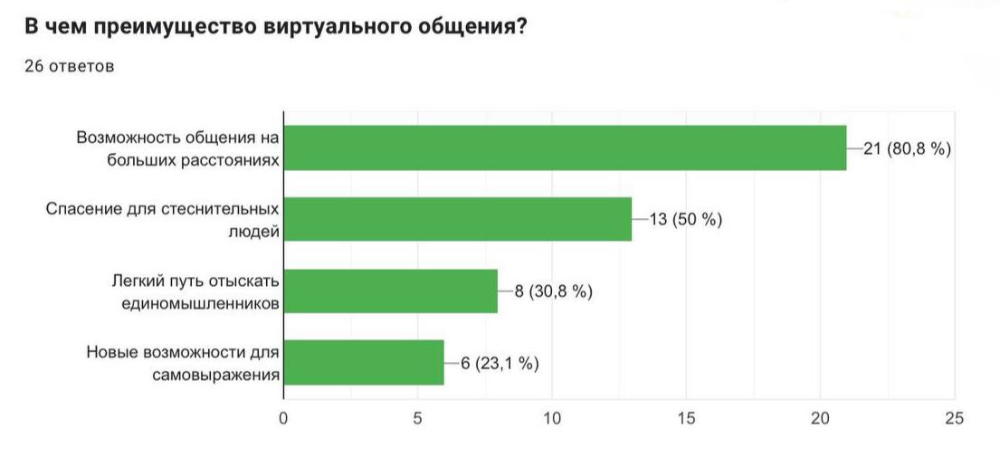 В чем преимущество виртуального общения?
26 ответов
Возможность общения на
больших расстояниях
21 (80,8 %)
Спасение для стеснительных
людей
13 (50 %)
Легкий путь отыскать
единомышленников
8 (30,8 %)
Новые возможности для
самовыражения
6 (23,1 %)
0 5 10 15 20 25